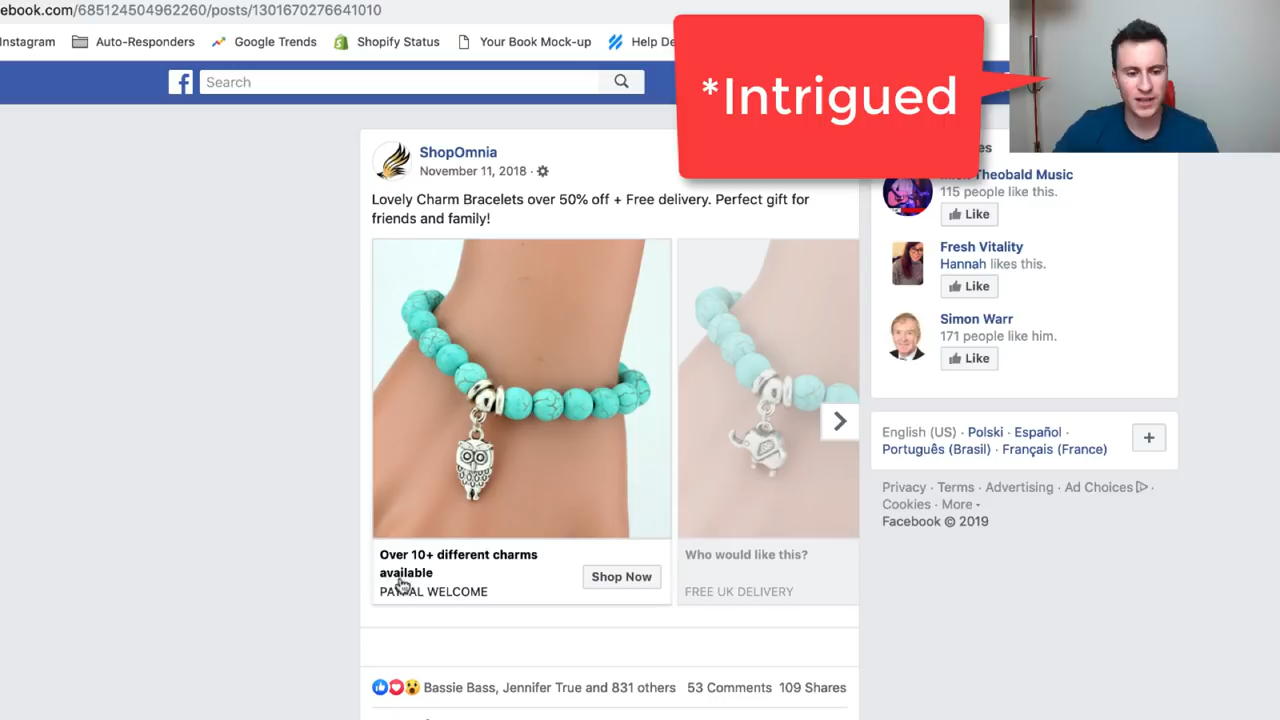 ebook.com/685124504962260/posts/1301670276641010
Instagram Auto-Responders Google Trends Shopify Status Your Book Mock-up Help De
*Intrigued
Search
ShopOmnia
November 11, 2018 ·
Lovely Charm Bracelets over 50% off + Free delivery. Perfect gift for
friends and family!
Over 10+ different charms
available
PAYPAL WELCOME
Shop Now
Who would like this?
FREE UK DELIVERY
Bassie Bass, Jennifer True and 831 others 53 Comments 109 Shares
Theobald Music
115 people like this.
Like
Fresh Vitality
Hannah likes this.
Like
Simon Warr
171 people like him.
Like
English (US) · Polski · Español ·
Português (Brasil) · Français (France)
Privacy · Terms · Advertising · Ad Choices ·
Cookies · More
Facebook © 2019